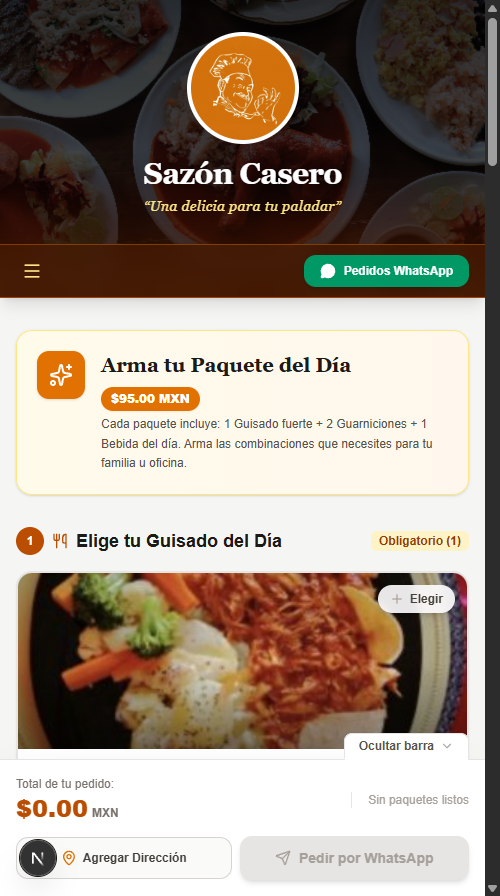 Sazón Casero
“Una delicia para tu paladar”
Pedidos WhatsApp
Arma tu Paquete del Día
$95.00 MXN
Cada paquete incluye: 1 Guisado fuerte + 2 Guarniciones + 1
Bebida del día. Arma las combinaciones que necesites para tu
familia u oficina.
1 Elige tu Guisado del Día
Obligatorio (1)
Elegir
Ocultar barra
Total de tu pedido:
$0.00 MXN
Sin paquetes listos
N
Agregar Dirección
Pedir por WhatsApp